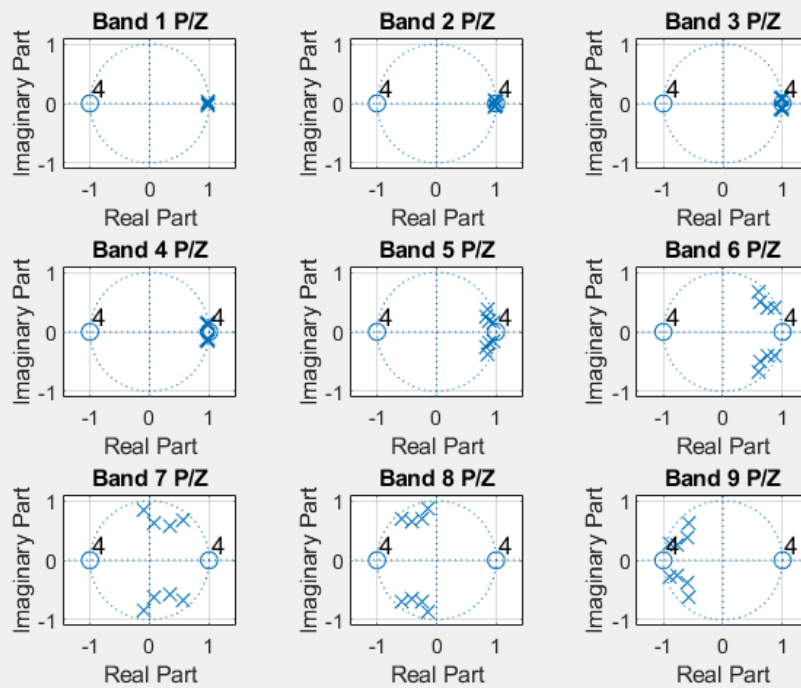 Band 1 P/Z
Imaginary Part
1
0
-1
4
-1 0 1
Real Part
Band 2 P/Z
Imaginary Part
1
0
-1
4 4
-1 0 1
Real Part
Band 3 P/Z
Imaginary Part
1
0
-1
4 4
-1 0 1
Real Part
Band 4 P/Z
Imaginary Part
1
0
-1
4 4
-1 0 1
Real Part
Band 5 P/Z
Imaginary Part
1
0
-1
4 4
-1 0 1
Real Part
Band 6 P/Z
Imaginary Part
1
0
-1
4 4
-1 0 1
Real Part
Band 7 P/Z
Imaginary Part
1
0
-1
4 4
-1 0 1
Real Part
Band 8 P/Z
Imaginary Part
1
0
-1
4 4
-1 0 1
Real Part
Band 9 P/Z
Imaginary Part
1
0
-1
4 4
-1 0 1
Real Part